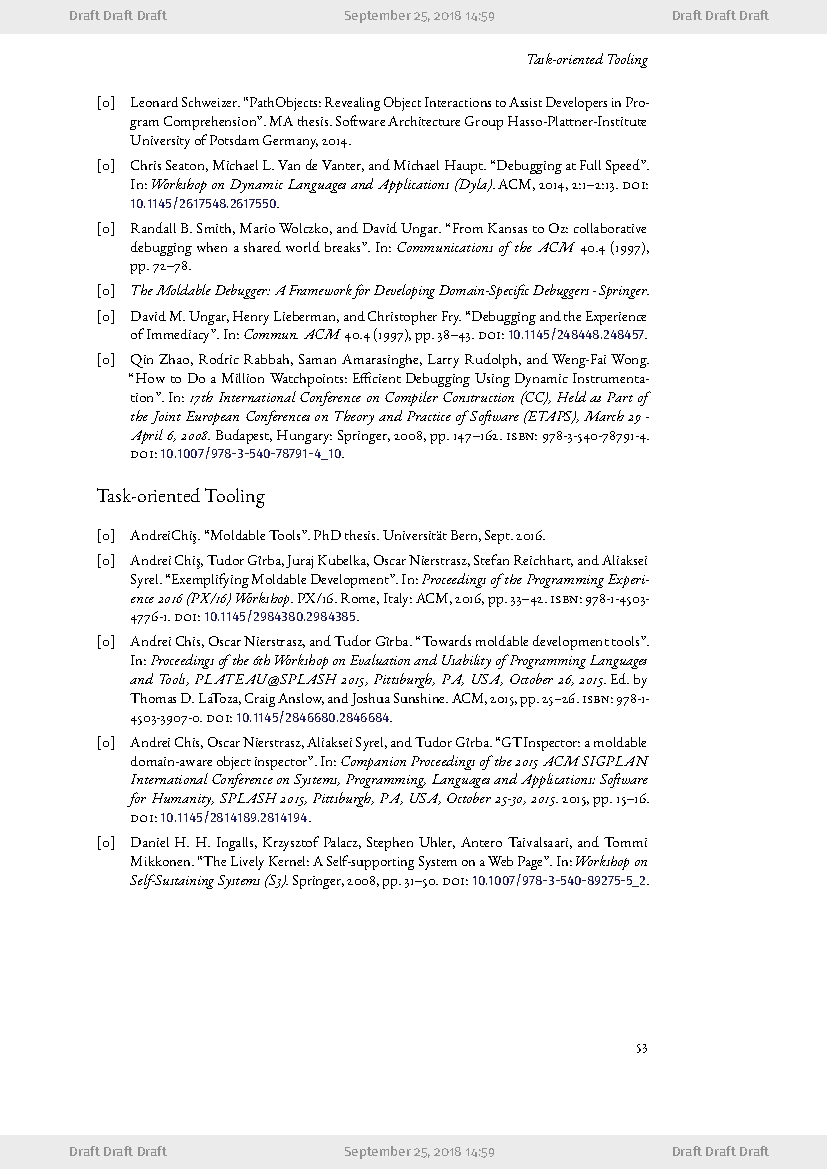 Draft Draft Draft September 25, 2018 14:59 Draft Draft Draft
Task-oriented Tooling
[0] Leonard Schweizer. “PathObjects: Revealing Object Interactions to Assist Developers in Pro-
gram Comprehension”. MA thesis. Software Architecture Group Hasso-Plattner-Institute
University of Potsdam Germany, 2014.
[0] Chris Seaton, Michael L. Van de Vanter, and Michael Haupt. “Debugging at Full Speed”.
In: Workshop on Dynamic Languages and Applications (Dyla). ACM, 2014, 2:1–2:13. DOI:
10.1145/2617548.2617550.
[0] Randall B. Smith, Mario Wolczko, and David Ungar. “From Kansas to Oz: collaborative
debugging when a shared world breaks”. In: Communications of the ACM 40.4 (1997),
pp. 72–78.
[0] The Moldable Debugger: A Framework for Developing Domain-Specific Debuggers - Springer.
[0] David M. Ungar, Henry Lieberman, and Christopher Fry. “Debugging and the Experience
of Immediacy”. In: Commun. ACM 40.4 (1997), pp. 38–43. DOI: 10.1145/248448.248457.
[0] Qin Zhao, Rodric Rabbah, Saman Amarasinghe, Larry Rudolph, and Weng-Fai Wong.
“How to Do a Million Watchpoints: Efficient Debugging Using Dynamic Instrumenta-
tion”. In: 17th International Conference on Compiler Construction (CC), Held as Part of
the Joint European Conferences on Theory and Practice of Software (ETAPS), March 29 -
April 6, 2008. Budapest, Hungary: Springer, 2008, pp. 147–162. ISBN: 978-3-540-78791-4.
DOI: 10.1007/978-3-540-78791-4_10.
Task-oriented Tooling
[0] AndreiChiş. “Moldable Tools”. PhD thesis. Universität Bern, Sept. 2016.
[0] Andrei Chiş, Tudor Gîrba, Juraj Kubelka, Oscar Nierstrasz, Stefan Reichhart, and Aliaksei
Syrel. “Exemplifying Moldable Development”. In: Proceedings of the Programming Experi-
ence 2016 (PX/16) Workshop. PX/16. Rome, Italy: ACM, 2016, pp. 33–42. ISBN: 978-1-4503-
4776-1. DOI: 10.1145/2984380.2984385.
[0] Andrei Chis, Oscar Nierstrasz, and Tudor Gîrba. “Towards moldable development tools”.
In: Proceedings of the 6th Workshop on Evaluation and Usability of Programming Languages
and Tools, PLATEAU@SPLASH 2015, Pittsburgh, PA, USA, October 26, 2015. Ed. by
Thomas D. LaToza, Craig Anslow, and Joshua Sunshine. ACM, 2015, pp. 25–26. ISBN: 978-1-
4503-3907-0. DOI: 10.1145/2846680.2846684.
[0] Andrei Chis, Oscar Nierstrasz, Aliaksei Syrel, and Tudor Gîrba. “GTInspector: a moldable
domain-aware object inspector”. In: Companion Proceedings of the 2015 ACM SIGPLAN
International Conference on Systems, Programming, Languages and Applications: Software
for Humanity, SPLASH 2015, Pittsburgh, PA, USA, October 25-30, 2015. 2015, pp. 15–16.
DOI: 10.1145/2814189.2814194.
[0] Daniel H. H. Ingalls, Krzysztof Palacz, Stephen Uhler, Antero Taivalsaari, and Tommi
Mikkonen. “The Lively Kernel: A Self-supporting System on a Web Page”. In: Workshop on
Self-Sustaining Systems (S3). Springer, 2008, pp. 31–50. DOI: 10.1007/978-3-540-89275-5_2.
53
Draft Draft Draft September 25, 2018 14:59 Draft Draft Draft